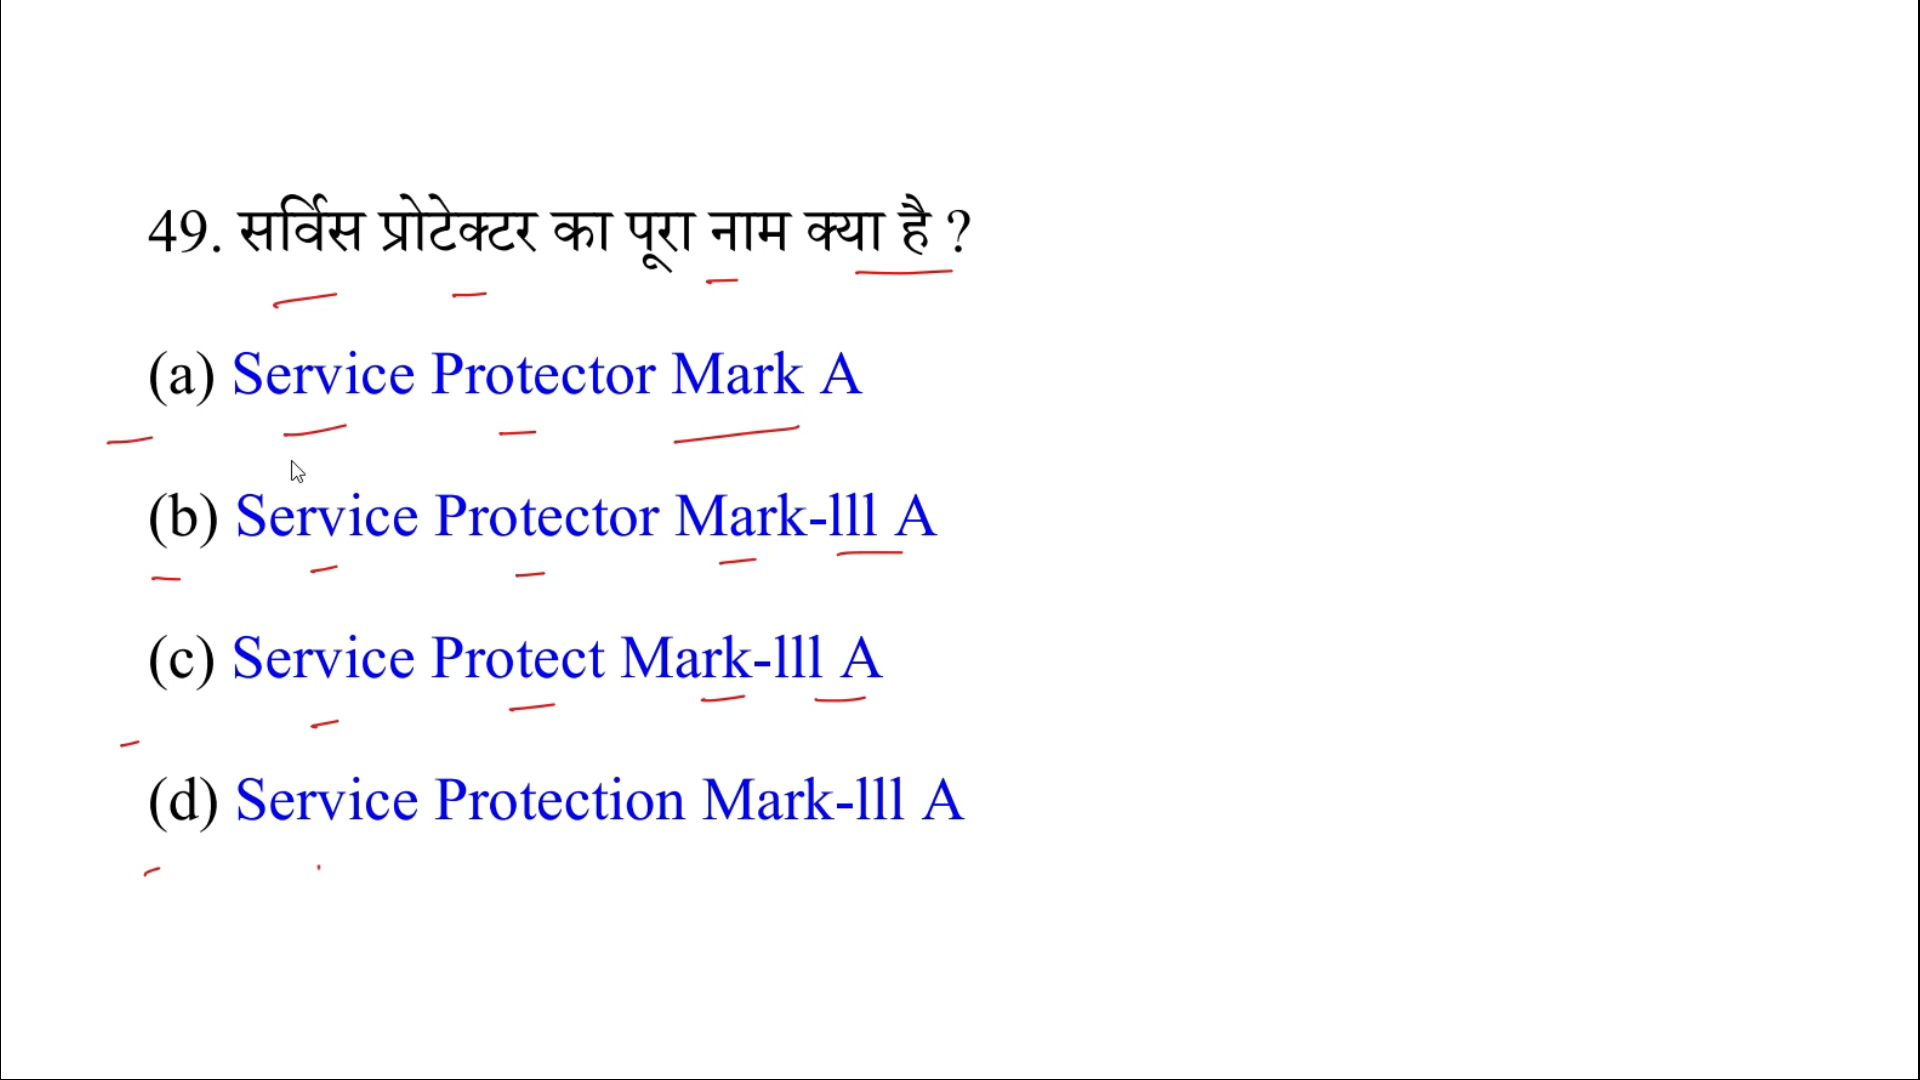 49. सर्विस प्रोटेक्टर का पूरा नाम क्या है ?
(a) Service Protector Mark A
(b) Service Protector Mark-lll A
(c) Service Protect Mark-lll A
(d) Service Protection Mark-lll A